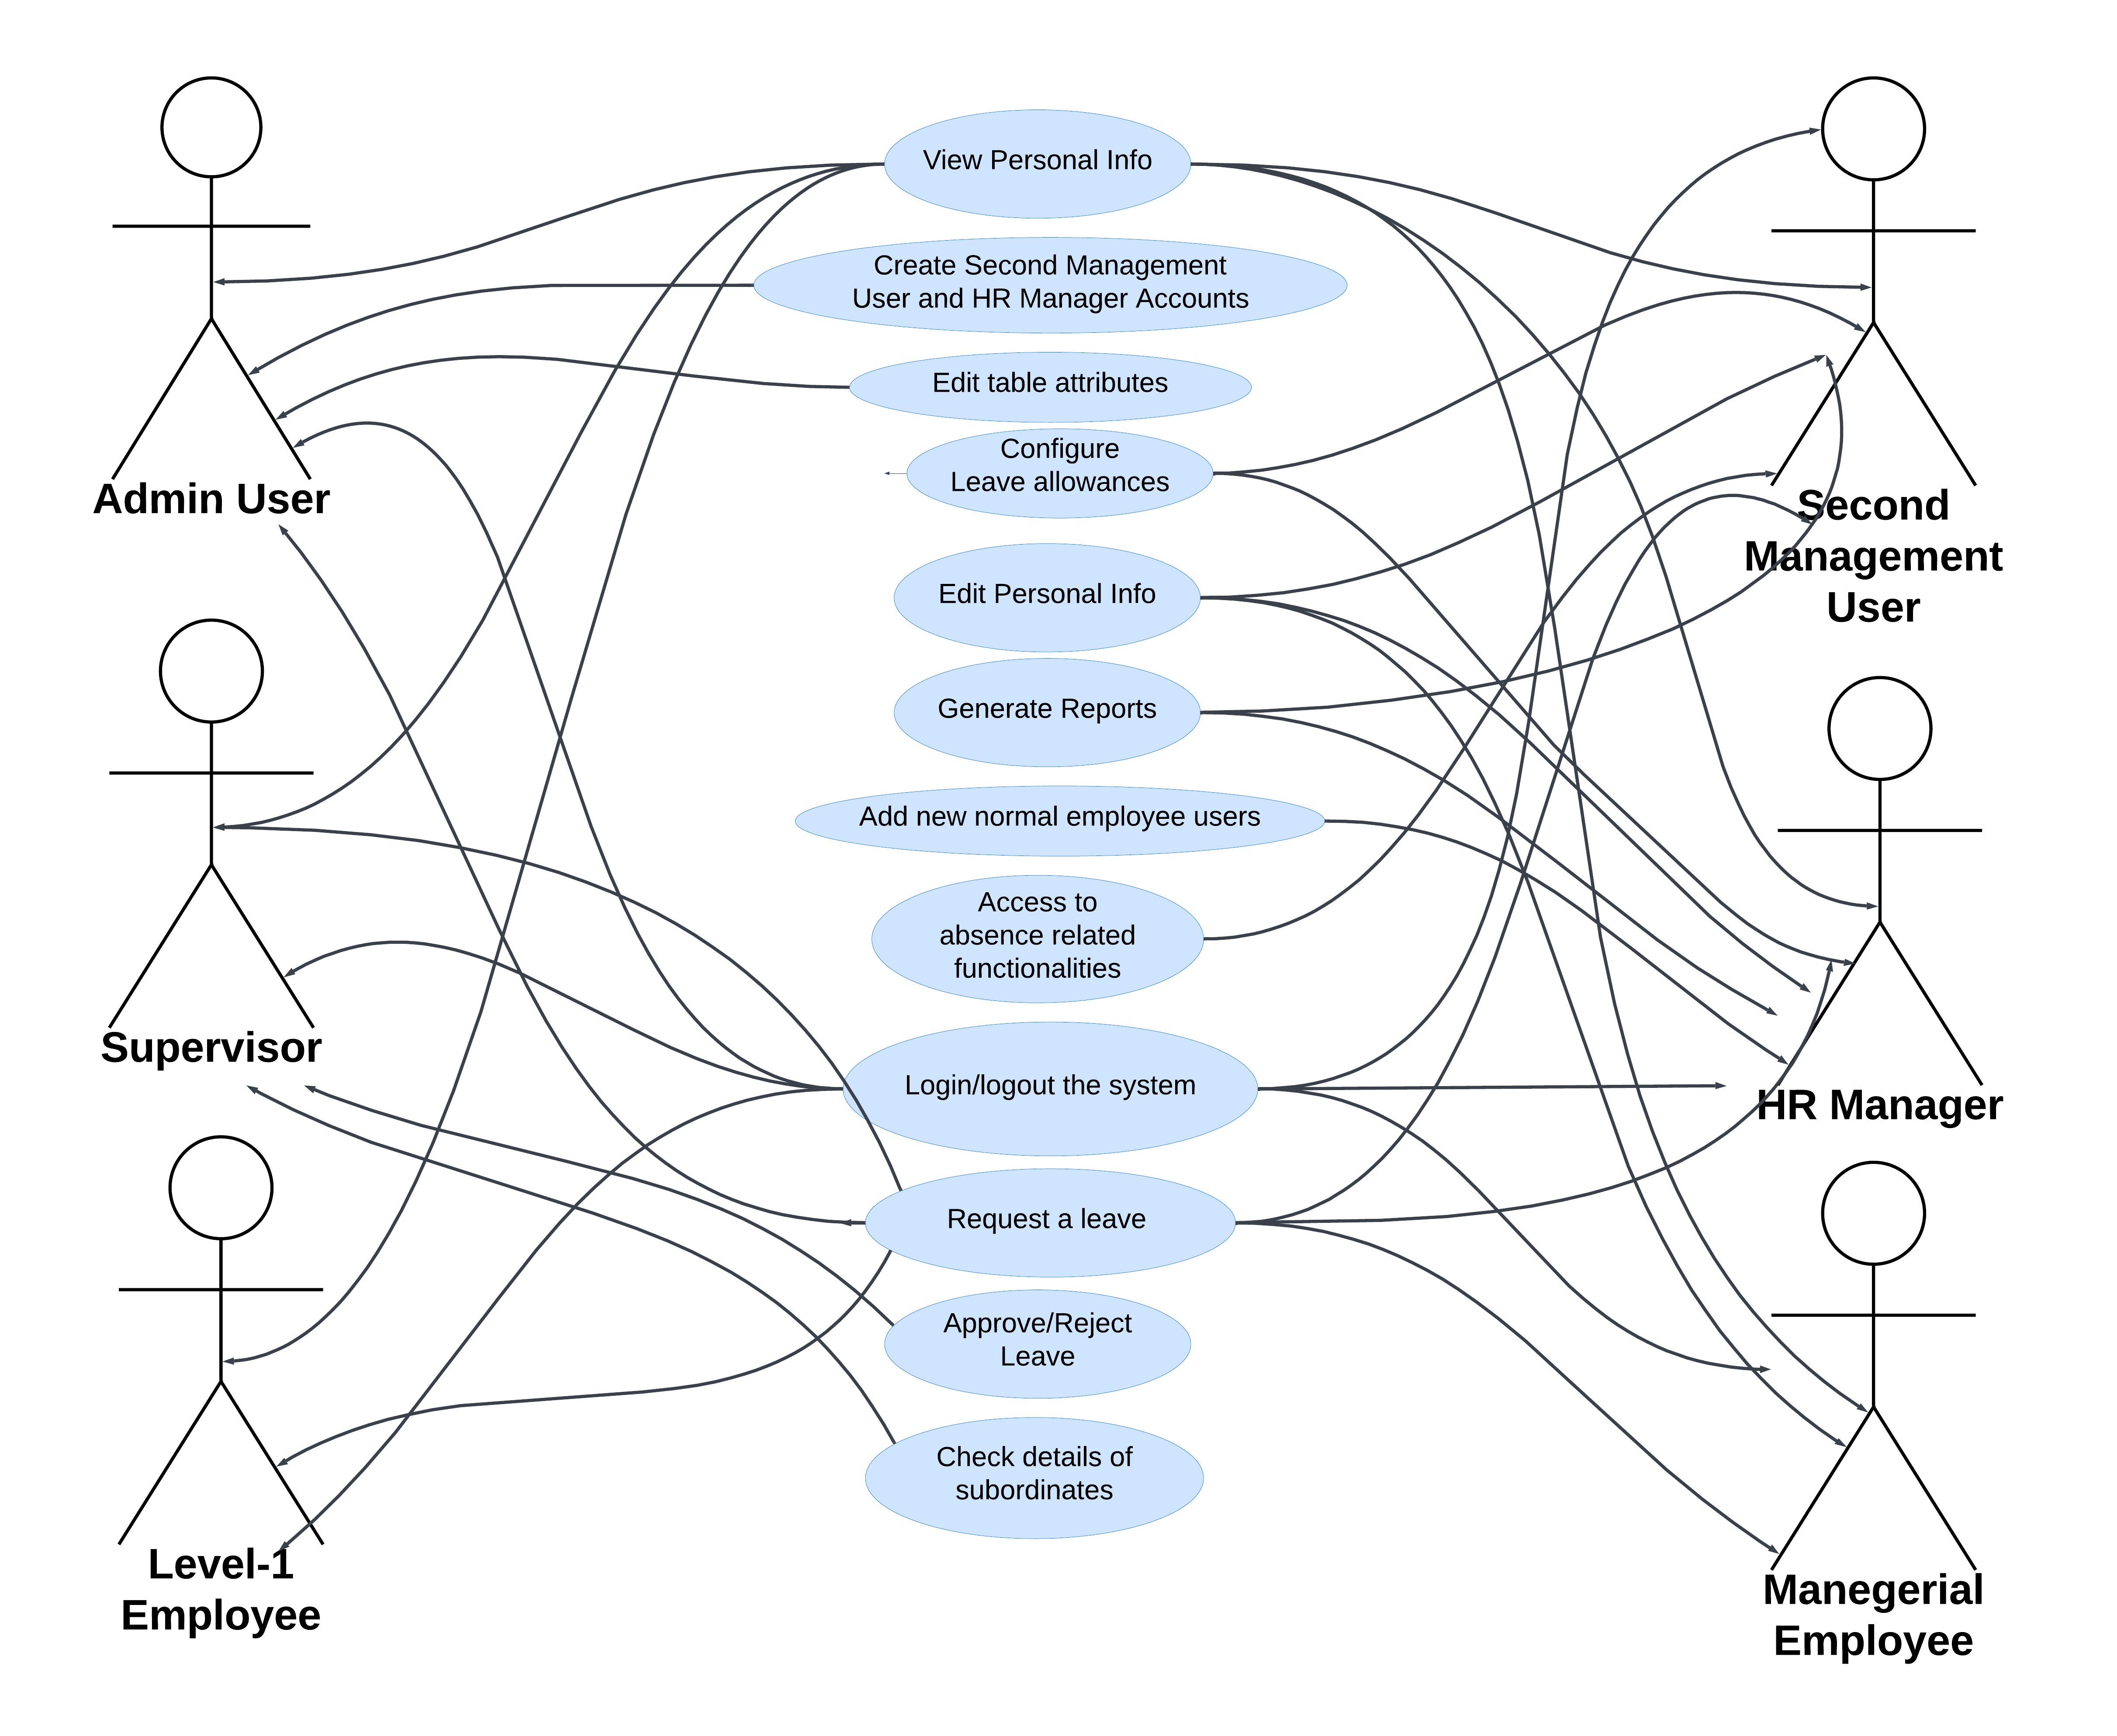 View Personal Info
Create Second Management
User and HR Manager Accounts
Edit table attributes
Configure
Leave allowances
Admin User
Second
Management
User
Edit Personal Info
Generate Reports
Add new normal employee users
Access to
absence related
functionalities
Supervisor
Login/logout the system
HR Manager
Request a leave
Approve/Reject
Leave
Check details of
subordinates
Level-1
Employee
Manegerial
Employee